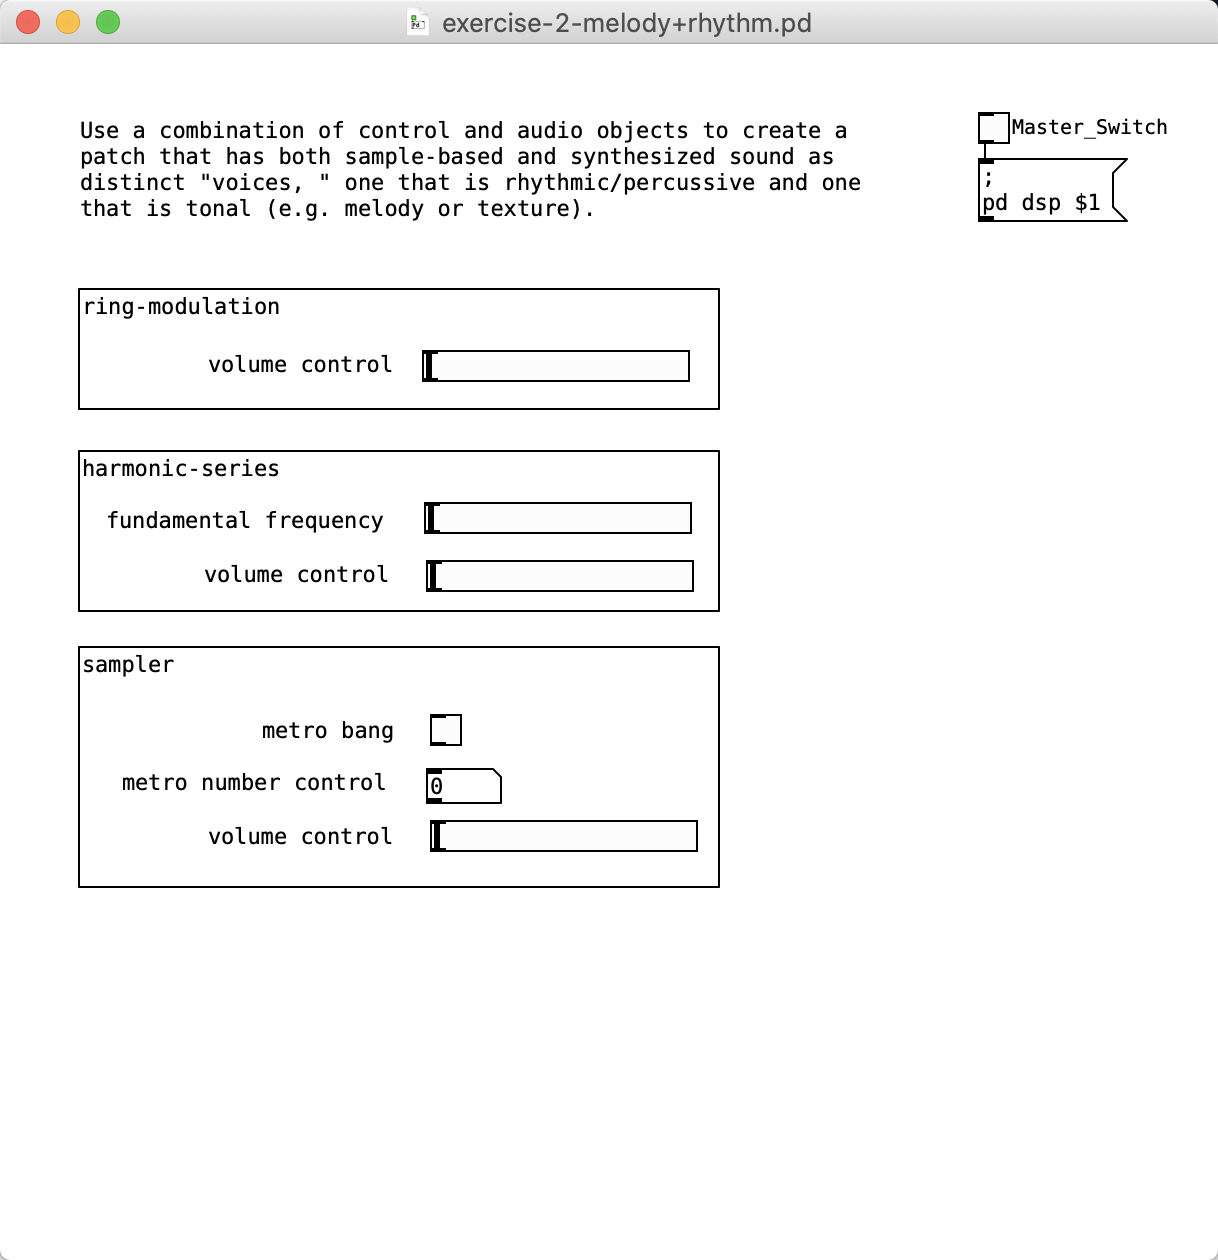 exercise-2-melody+rhythm.pd
Use a combination of control and audio objects to create a
patch that has both sample-based and synthesized sound as
distinct "voices, " one that is rhythmic/percussive and one
that is tonal (e.g. melody or texture).
Master_Switch
;
pd dsp $1
ring-modulation
volume control
harmonic-series
fundamental frequency
volume control
sampler
metro bang
metro number control
0
volume control